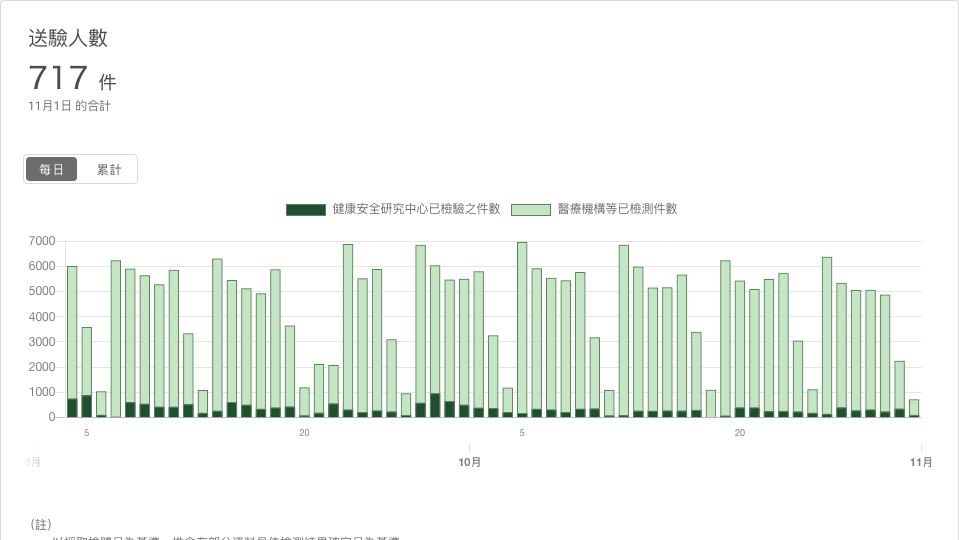 送驗人數
717 件
11月1日 的合計
每日 累計
健康安全研究中心已檢驗之件數 醫療機構等已檢測件數
7000
6000
5000
4000
3000
2000
1000
0
5 20 5 20
月 10月 11月
(註)